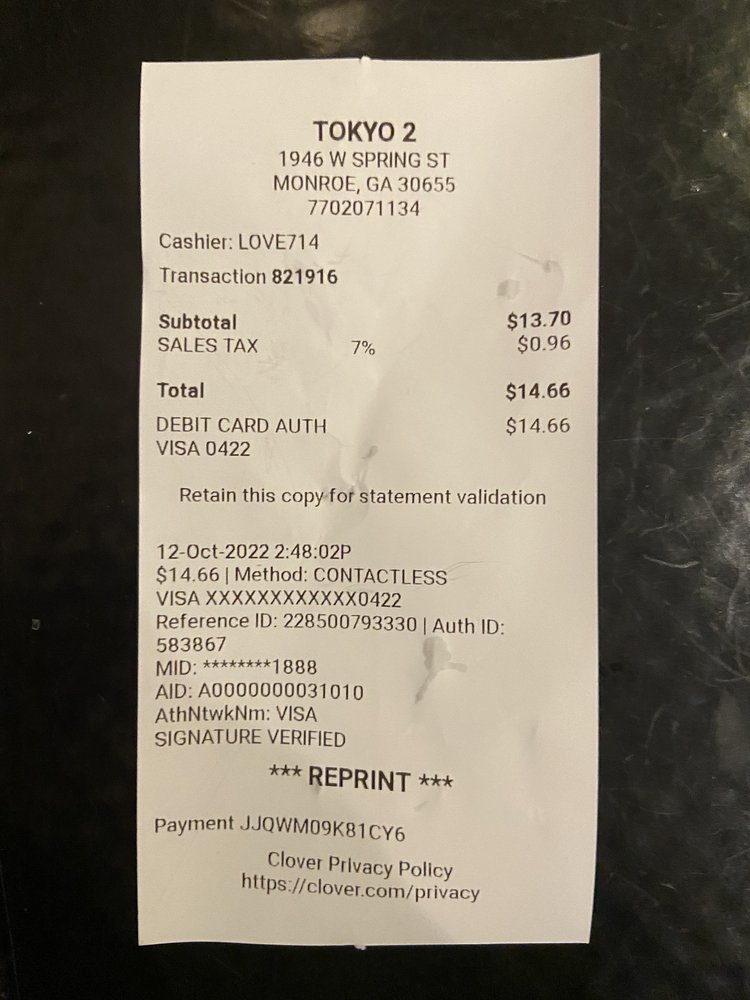 TOKYO 2
1946 W SPRING ST
MONROE, GA 30655
7702071134
Cashier: LOVE714
Transaction 821916
Subtotal $13.70
SALES TAX 7% $0.96
Total $14.66
DEBIT CARD AUTH $14.66
VISA 0422
Retain this copy for statement validation
12-Oct-2022 2:48:02P
$14.66 | Method: CONTACTLESS
VISA XXXXXXXXXXXX0422
Reference ID: 228500793330 | Auth ID:
583867
MID: ********1888
AID: A0000000031010
AthNtwkNm: VISA
SIGNATURE VERIFIED
*** REPRINT ***
Payment JJQWM09K81CY6
Clover Privacy Policy
https://clover.com/privacy